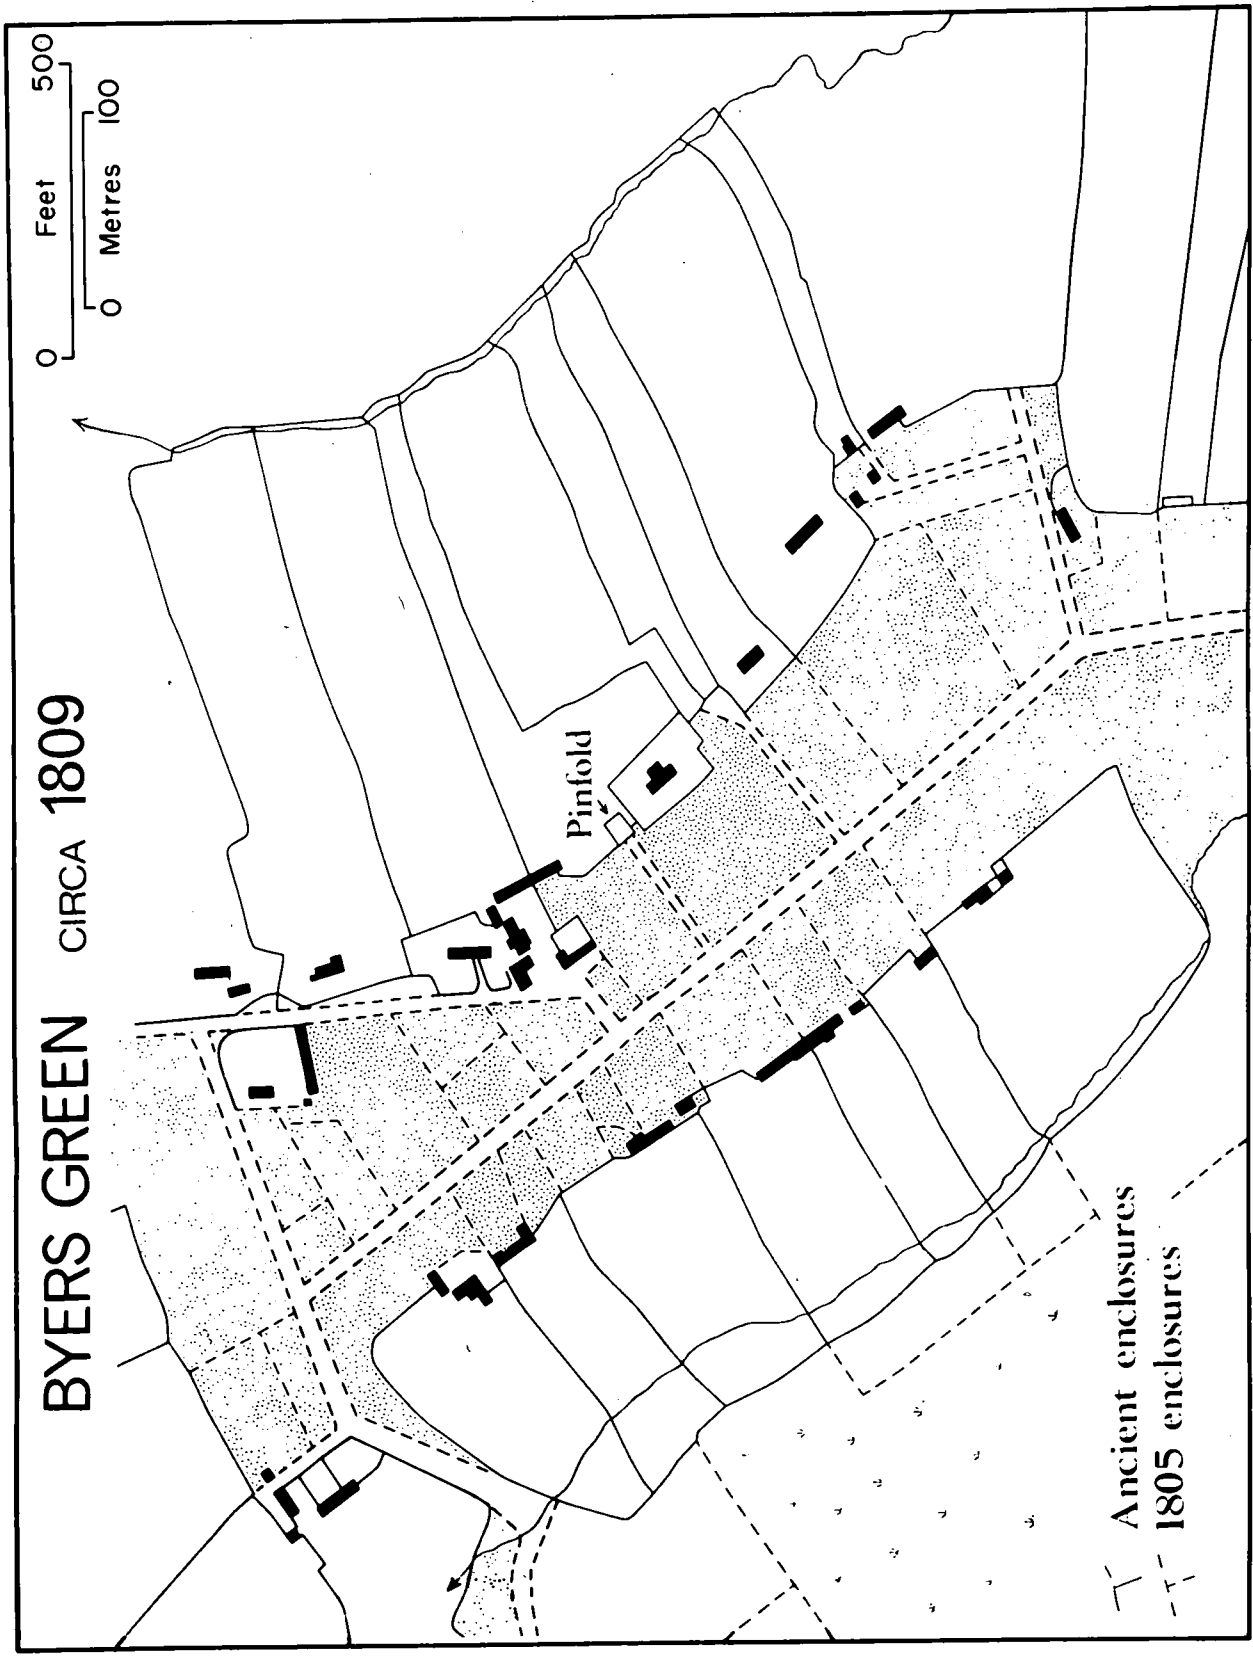 BYERS GREEN CIRCA 1809
0 Feet 500
0 Metres 100
Pinfold
Ancient enclosures
1805 enclosures